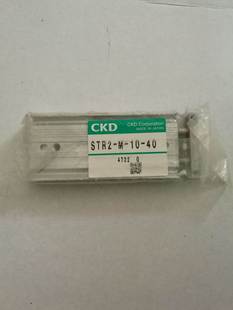 CKD
CKD Corporation
MADE IN JAPAN
STR2-M-10-40